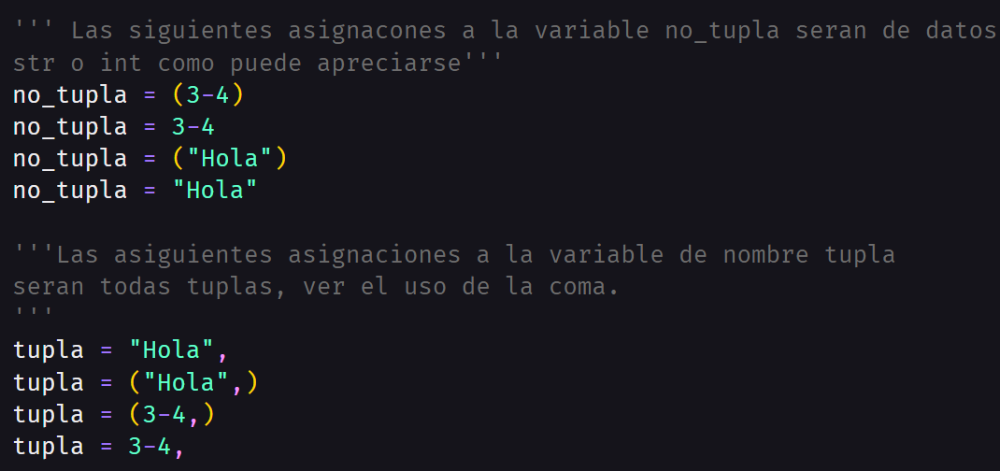 ''' Las siguientes asignacones a la variable no_tupla seran de datos
str o int como puede apreciarse'''
no_tupla = (3-4)
no_tupla = 3-4
no_tupla = ("Hola")
no_tupla = "Hola"
'''Las asiguientes asignaciones a la variable de nombre tupla
seran todas tuplas, ver el uso de la coma.
'''
tupla = "Hola",
tupla = ("Hola",)
tupla = (3-4,)
tupla = 3-4,